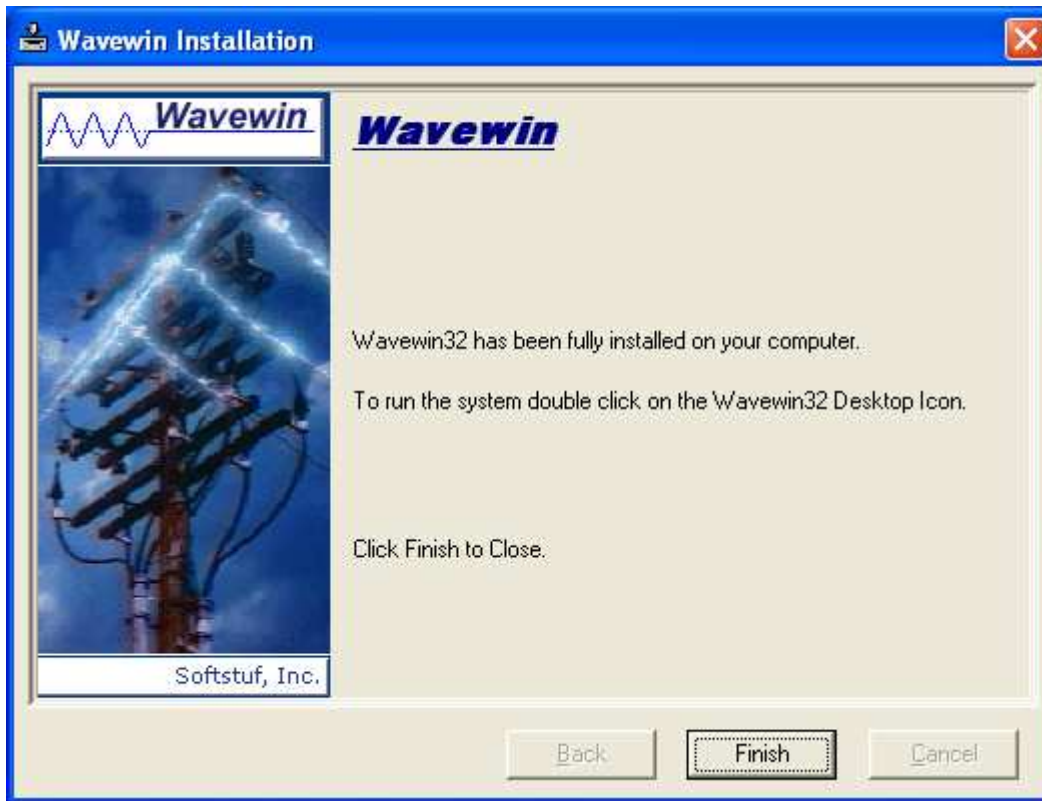 Wavewin Installation
Wavewin
Wavewin
Wavewin32 has been fully installed on your computer.
To run the system double click on the Wavewin32 Desktop Icon.
Click Finish to Close.
Softstuf, Inc.
Back
Finish
Cancel